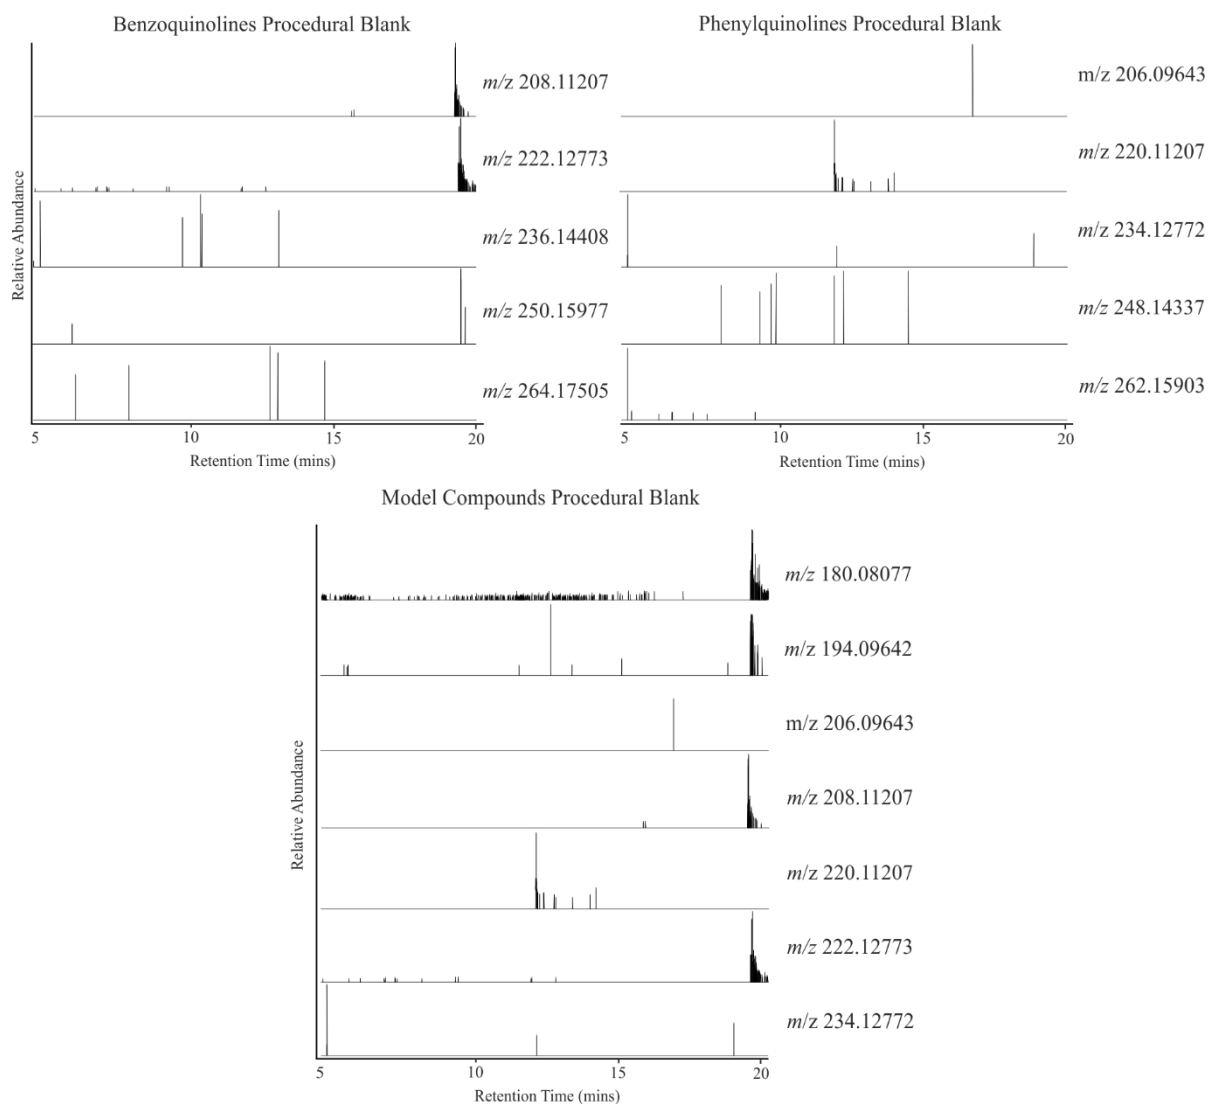 Benzoquinolines Procedural Blank
Relative Abundance
m/z 208.11207
m/z 222.12773
m/z 236.14408
m/z 250.15977
m/z 264.17505
5 10 15 20
Retention Time (mins)
Phenylquinolines Procedural Blank
m/z 206.09643
m/z 220.11207
m/z 234.12772
m/z 248.14337
m/z 262.15903
5 10 15 20
Retention Time (mins)
Model Compounds Procedural Blank
Relative Abundance
m/z 180.08077
m/z 194.09642
m/z 206.09643
m/z 208.11207
m/z 220.11207
m/z 222.12773
m/z 234.12772
5 10 15 20
Retention Time (mins)